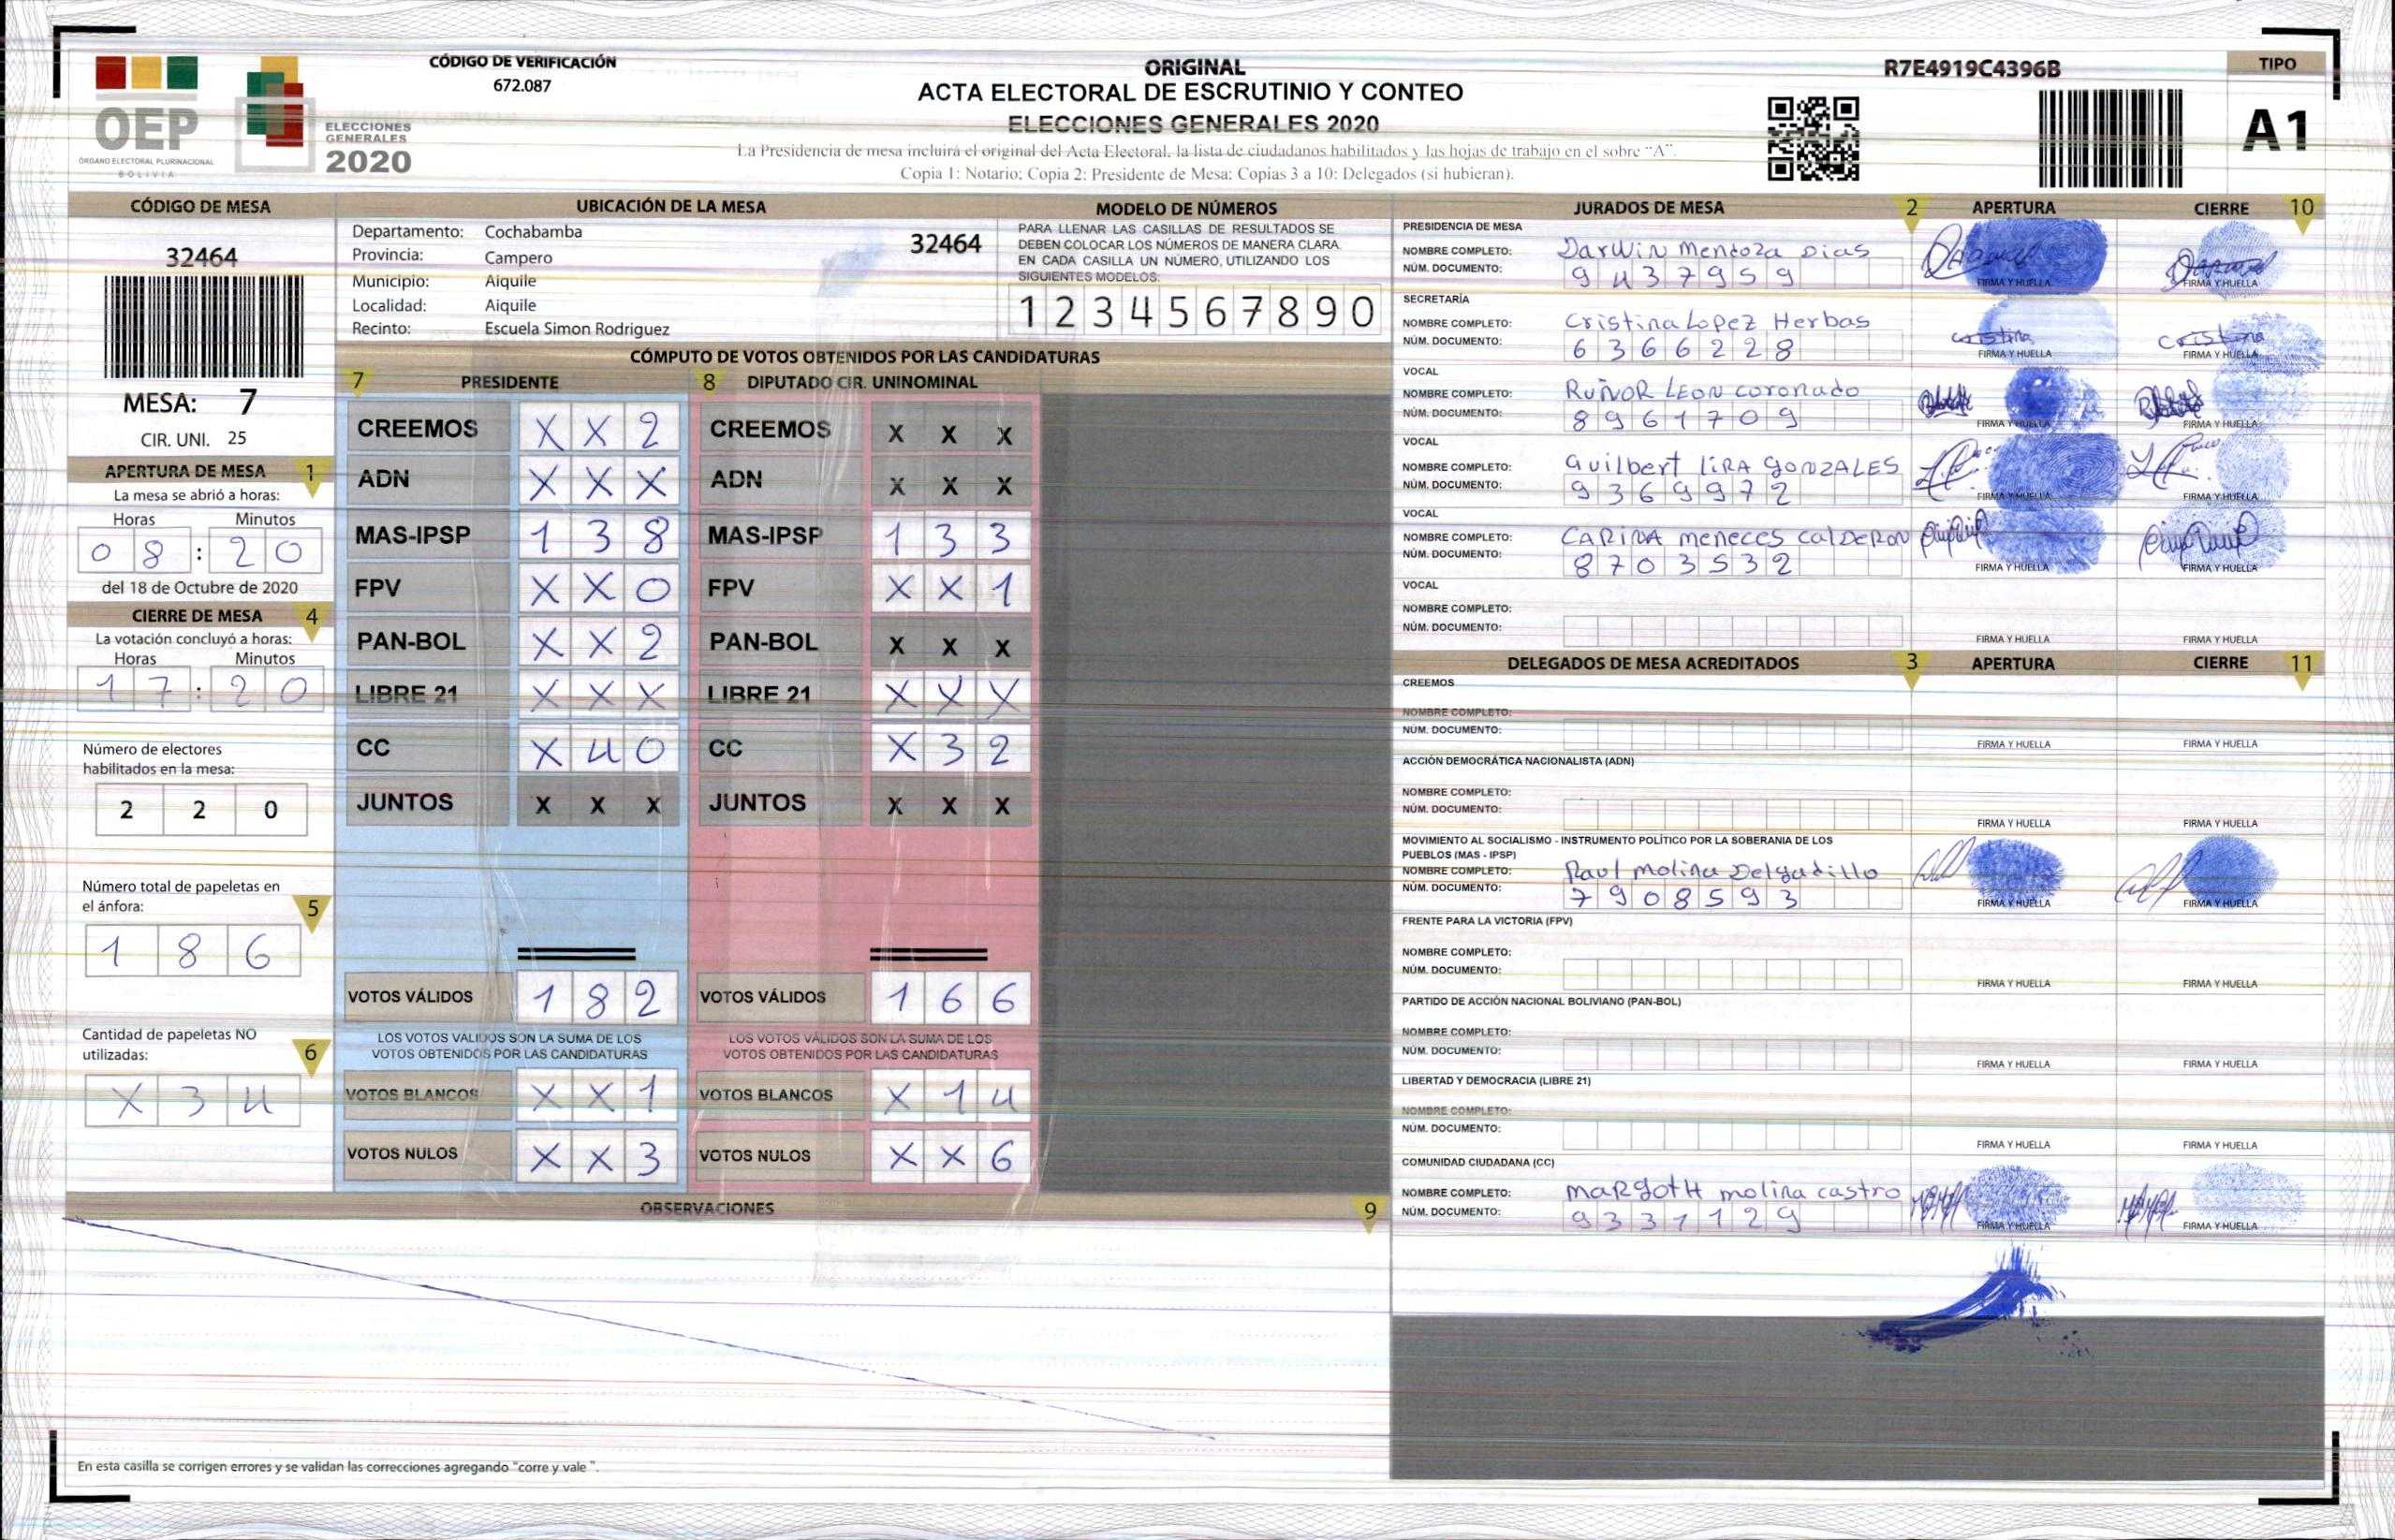 OEP
ÓRGANO ELECTORAL PLURINACIONAL
BOLIVIA
ELECCIONES
GENERALES
2020
CÓDIGO DE VERIFICACIÓN
672.087
ORIGINAL
ACTA ELECTORAL DE ESCRUTINIO Y CONTEO
ELECCIONES GENERALES 2020
La Presidencia de mesa incluirá el original del Acta Electoral, la lista de ciudadanos habilitados y las hojas de trabajo en el sobre "A".
Copia 1: Notario; Copia 2: Presidente de Mesa; Copias 3 a 10: Delegados (si hubieran).
R7E4919C4396B
TIPO
A1
CÓDIGO DE MESA
32464
MESA: 7
CIR. UNI. 25
APERTURA DE MESA 1
La mesa se abrió a horas:
Horas Minutos
0 8 : 2 0
del 18 de Octubre de 2020
CIERRE DE MESA 4
La votación concluyó a horas:
Horas Minutos
1 7 : 2 0
Número de electores
habilitados en la mesa:
2 2 0
Número total de papeletas en
el ánfora: 5
1 8 6
Cantidad de papeletas NO
utilizadas: 6
X 3 4
UBICACIÓN DE LA MESA
Departamento: Cochabamba 32464
Provincia: Campero
Municipio: Aiquile
Localidad: Aiquile
Recinto: Escuela Simon Rodriguez
MODELO DE NÚMEROS
PARA LLENAR LAS CASILLAS DE RESULTADOS SE
DEBEN COLOCAR LOS NÚMEROS DE MANERA CLARA.
EN CADA CASILLA UN NÚMERO, UTILIZANDO LOS
SIGUIENTES MODELOS:
1 2 3 4 5 6 7 8 9 0
CÓMPUTO DE VOTOS OBTENIDOS POR LAS CANDIDATURAS
7 PRESIDENTE 8 DIPUTADO CIR. UNINOMINAL
CREEMOS X X 2 CREEMOS X X X
ADN X X X ADN X X X
MAS-IPSP 1 3 8 MAS-IPSP 1 3 3
FPV X X 0 FPV X X 1
PAN-BOL X X 2 PAN-BOL X X X
LIBRE 21 X X X LIBRE 21 X X X
CC X 4 0 CC X 3 2
JUNTOS X X X JUNTOS X X X
VOTOS VÁLIDOS 1 8 2 VOTOS VÁLIDOS 1 6 6
LOS VOTOS VÁLIDOS SON LA SUMA DE LOS LOS VOTOS VÁLIDOS SON LA SUMA DE LOS
VOTOS OBTENIDOS POR LAS CANDIDATURAS VOTOS OBTENIDOS POR LAS CANDIDATURAS
VOTOS BLANCOS X X 1 VOTOS BLANCOS X 1 4
VOTOS NULOS X X 3 VOTOS NULOS X X 6
OBSERVACIONES 9
En esta casilla se corrigen errores y se validan las correcciones agregando "corre y vale ".
JURADOS DE MESA 2 APERTURA CIERRE 10
PRESIDENCIA DE MESA
NOMBRE COMPLETO: Darwin Mendoza Dias
NÚM. DOCUMENTO: 9 4 3 7 9 5 9
FIRMA Y HUELLA FIRMA Y HUELLA
SECRETARÍA
NOMBRE COMPLETO: Cristina Lopez Herbas
NÚM. DOCUMENTO: 6 3 6 6 2 2 8
cristina cristina
FIRMA Y HUELLA FIRMA Y HUELLA
VOCAL
NOMBRE COMPLETO: RUÑOR LEON coronado
NÚM. DOCUMENTO: 8 9 6 1 7 0 9
FIRMA Y HUELLA FIRMA Y HUELLA
VOCAL
NOMBRE COMPLETO: Guilbert LIRA GONZALES
NÚM. DOCUMENTO: 9 3 6 9 9 7 2
FIRMA Y HUELLA FIRMA Y HUELLA
VOCAL
NOMBRE COMPLETO: CARINA meneces CALDERON
NÚM. DOCUMENTO: 8 7 0 3 5 3 2
FIRMA Y HUELLA FIRMA Y HUELLA
VOCAL
NOMBRE COMPLETO:
NÚM. DOCUMENTO:
FIRMA Y HUELLA FIRMA Y HUELLA
DELEGADOS DE MESA ACREDITADOS 3 APERTURA CIERRE 11
CREEMOS
NOMBRE COMPLETO:
NÚM. DOCUMENTO:
FIRMA Y HUELLA FIRMA Y HUELLA
ACCIÓN DEMOCRÁTICA NACIONALISTA (ADN)
NOMBRE COMPLETO:
NÚM. DOCUMENTO:
FIRMA Y HUELLA FIRMA Y HUELLA
MOVIMIENTO AL SOCIALISMO - INSTRUMENTO POLÍTICO POR LA SOBERANIA DE LOS
PUEBLOS (MAS - IPSP)
NOMBRE COMPLETO: Raul molina Delgadillo
NÚM. DOCUMENTO: 7 9 0 8 5 9 3
FIRMA Y HUELLA FIRMA Y HUELLA
FRENTE PARA LA VICTORIA (FPV)
NOMBRE COMPLETO:
NÚM. DOCUMENTO:
FIRMA Y HUELLA FIRMA Y HUELLA
PARTIDO DE ACCIÓN NACIONAL BOLIVIANO (PAN-BOL)
NOMBRE COMPLETO:
NÚM. DOCUMENTO:
FIRMA Y HUELLA FIRMA Y HUELLA
LIBERTAD Y DEMOCRACIA (LIBRE 21)
NOMBRE COMPLETO:
NÚM. DOCUMENTO:
FIRMA Y HUELLA FIRMA Y HUELLA
COMUNIDAD CIUDADANA (CC)
NOMBRE COMPLETO: MARGOTH molina castro
NÚM. DOCUMENTO: 9 3 3 1 1 2 9
FIRMA Y HUELLA FIRMA Y HUELLA